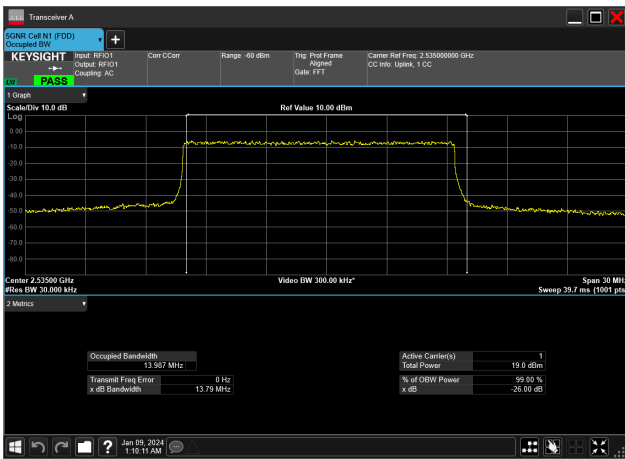 Transceiver A
5GNR Cell N1 (FDD)
Occupied BW
KEYSIGHT
LXI
PASS
Input: RFIO1
Output: RFIO1
Coupling: AC
Corr CCorr
Range: -60 dBm
Trig: Prot Frame
Aligned
Gate: FFT
Carrier Ref Freq: 2.535000000 GHz
CC Info: Uplink, 1 CC
1 Graph
Scale/Div 10.0 dB
Ref Value 10.00 dBm
Log
0.00
-10.0
-20.0
-30.0
-40.0
-50.0
-60.0
-70.0
-80.0
Center 2.53500 GHz
Video BW 300.00 kHz*
Span 30 MHz
#Res BW 30.000 kHz
Sweep 39.7 ms (1001 pts
2 Metrics
Occupied Bandwidth
13.987 MHz
Transmit Freq Error 0 Hz
x dB Bandwidth 13.79 MHz
Active Carrier(s) 1
Total Power 19.0 dBm
% of OBW Power 99.00 %
x dB -26.00 dB
Jan 09, 2024
1:10:11 AM